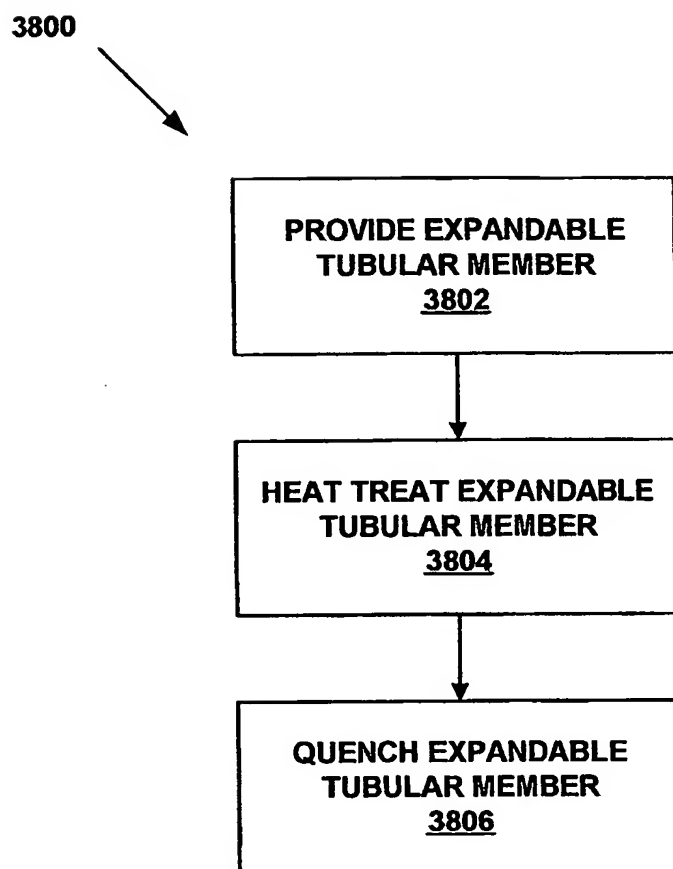 3800
PROVIDE EXPANDABLE
TUBULAR MEMBER
3802
HEAT TREAT EXPANDABLE
TUBULAR MEMBER
3804
QUENCH EXPANDABLE
TUBULAR MEMBER
3806